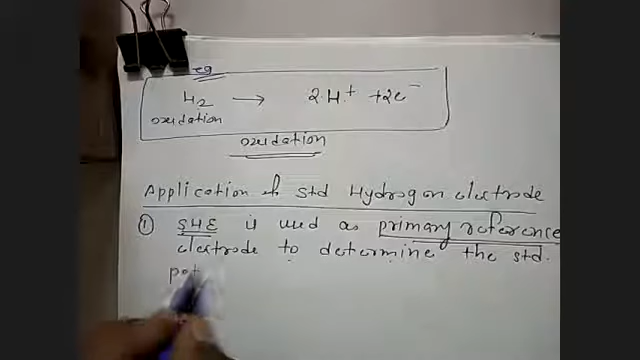 eg
H2 → 2H+ + 2e-
oxidation
oxidation
Application of Std Hydrogen electrode
① SHE is used as primary reference
electrode to determine the std.
pot